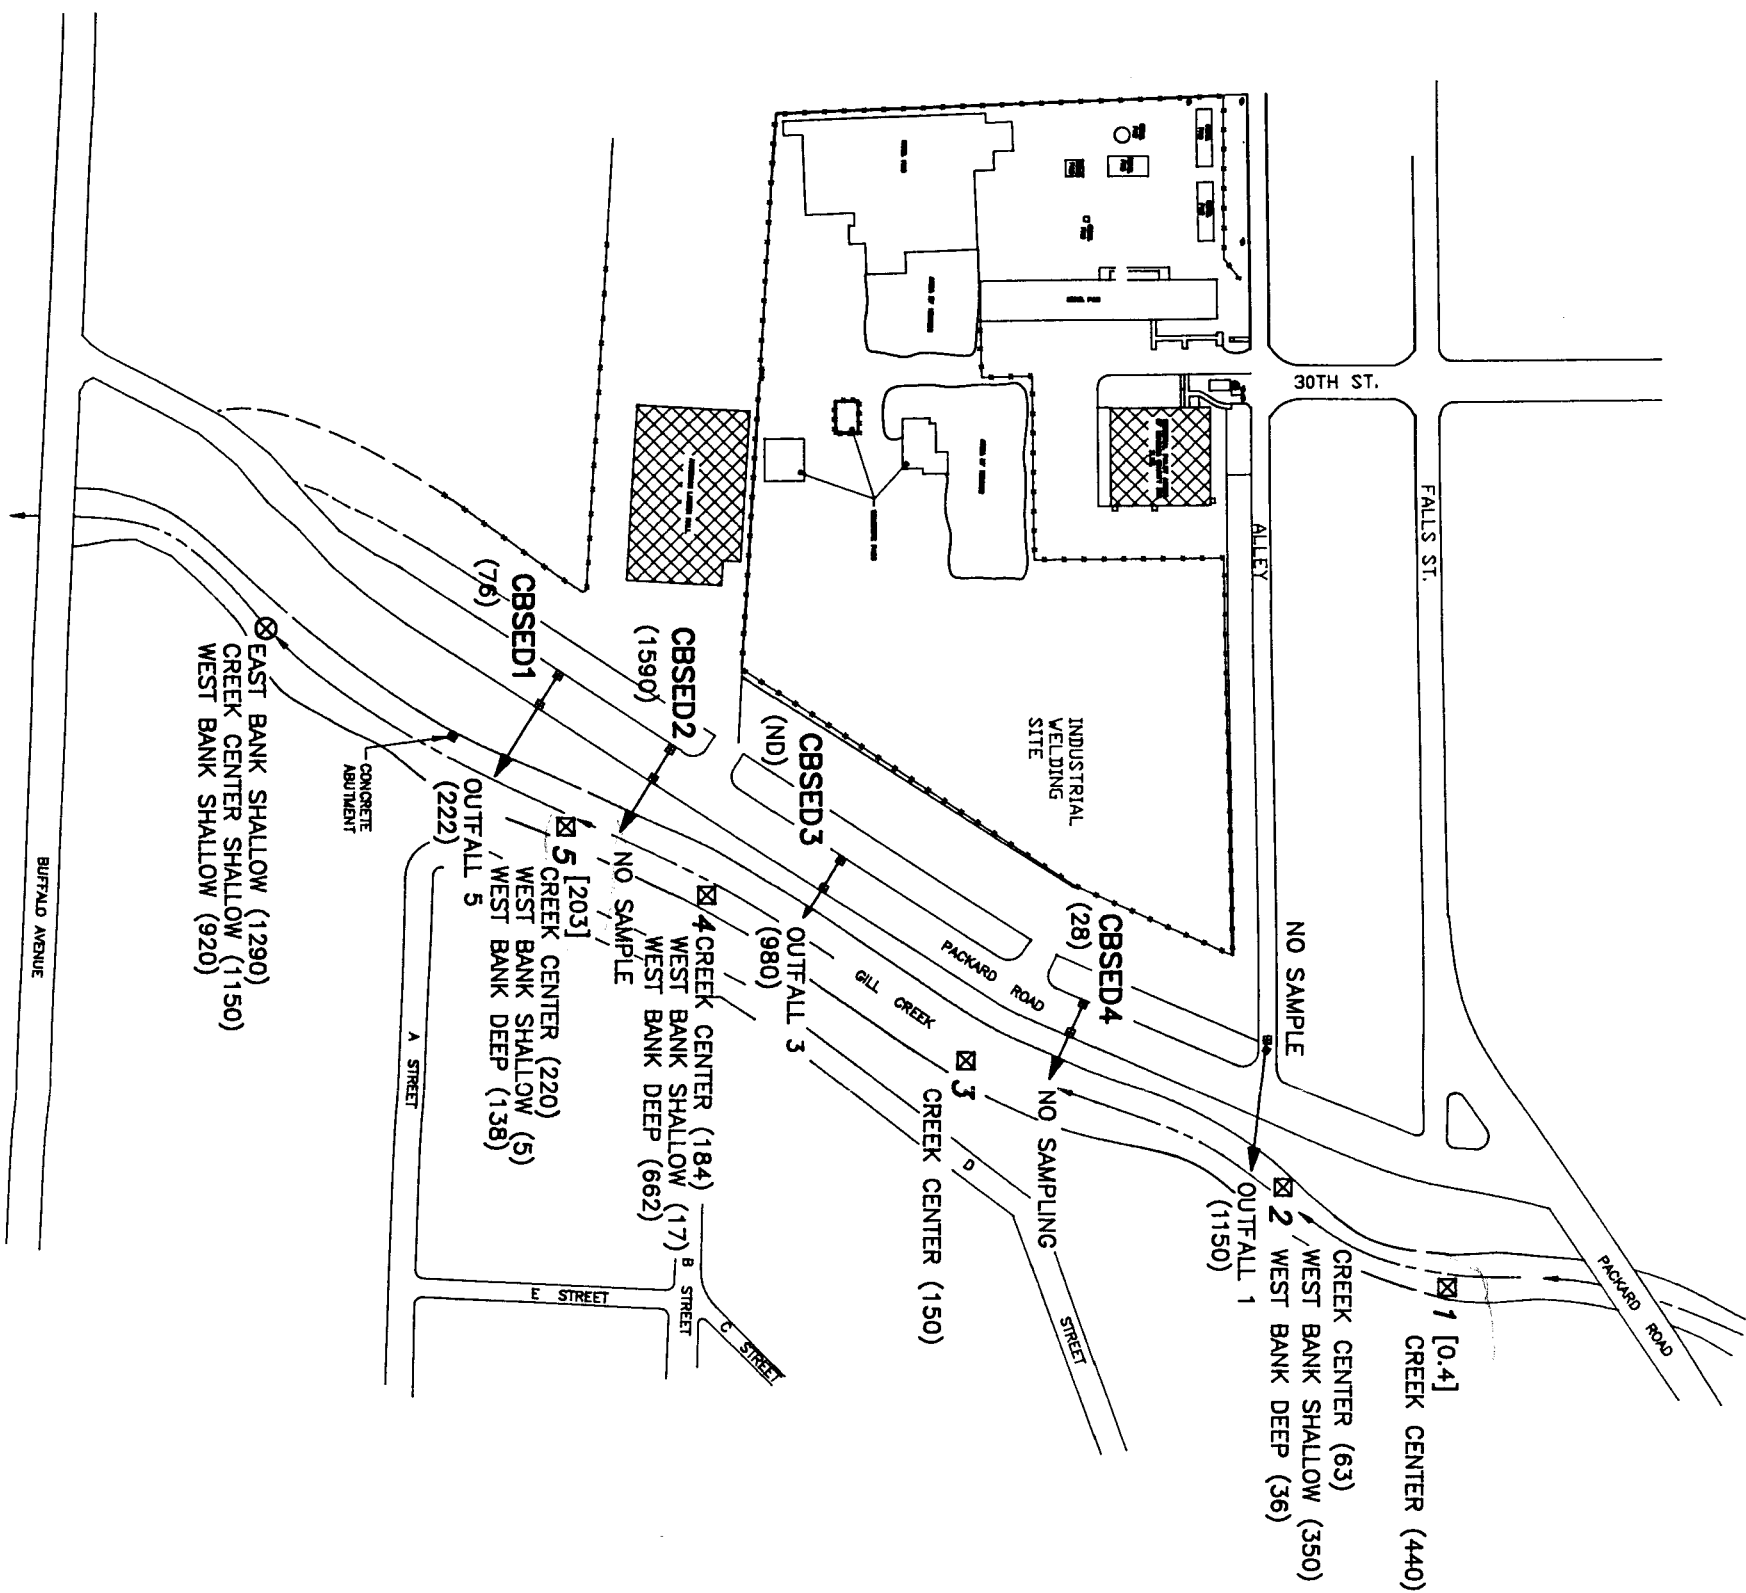 30TH ST.
FALLS ST.
ALLEY
INDUSTRIAL
WELDING
SITE
NO SAMPLE
CBSED4
(28)
CBSED3
(ND)
CBSED2
(1590)
CBSED1
(76)
PACKARD ROAD
GILL CREEK
PACKARD ROAD
1 [0.4]
CREEK CENTER (440)
2
CREEK CENTER (63)
WEST BANK SHALLOW (350)
WEST BANK DEEP (36)
OUTFALL 1
(1150)
NO SAMPLING
3
CREEK CENTER (150)
D STREET
OUTFALL 3
(980)
4
CREEK CENTER (184)
WEST BANK SHALLOW (17)
WEST BANK DEEP (662)
NO SAMPLE
5 [203]
CREEK CENTER (220)
WEST BANK SHALLOW (5)
WEST BANK DEEP (138)
OUTFALL 5
(222)
CONCRETE
ABUTMENT
EAST BANK SHALLOW (1290)
CREEK CENTER SHALLOW (1150)
WEST BANK SHALLOW (920)
B STREET
C STREET
E STREET
A STREET
BUFFALO AVENUE